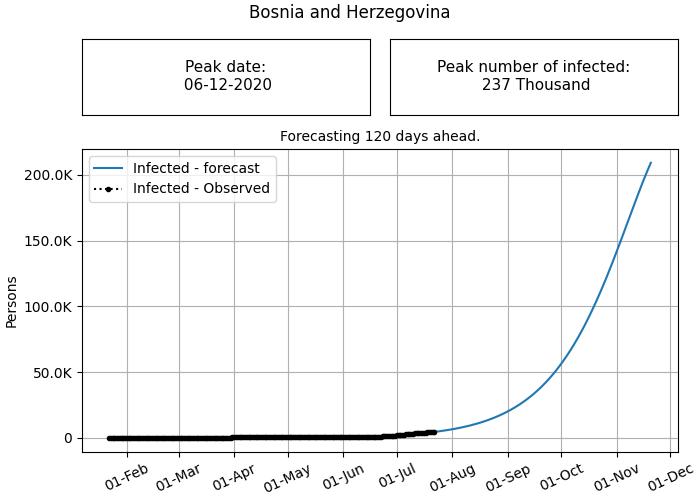 Bosnia and Herzegovina
Peak date:
06-12-2020
Peak number of infected:
237 Thousand
Forecasting 120 days ahead.
Infected - forecast
Infected - Observed
200.0K
150.0K
100.0K
50.0K
0
Persons
01-Feb
01-Mar
01-Apr
01-May
01-Jun
01-Jul
01-Aug
01-Sep
01-Oct
01-Nov
01-Dec